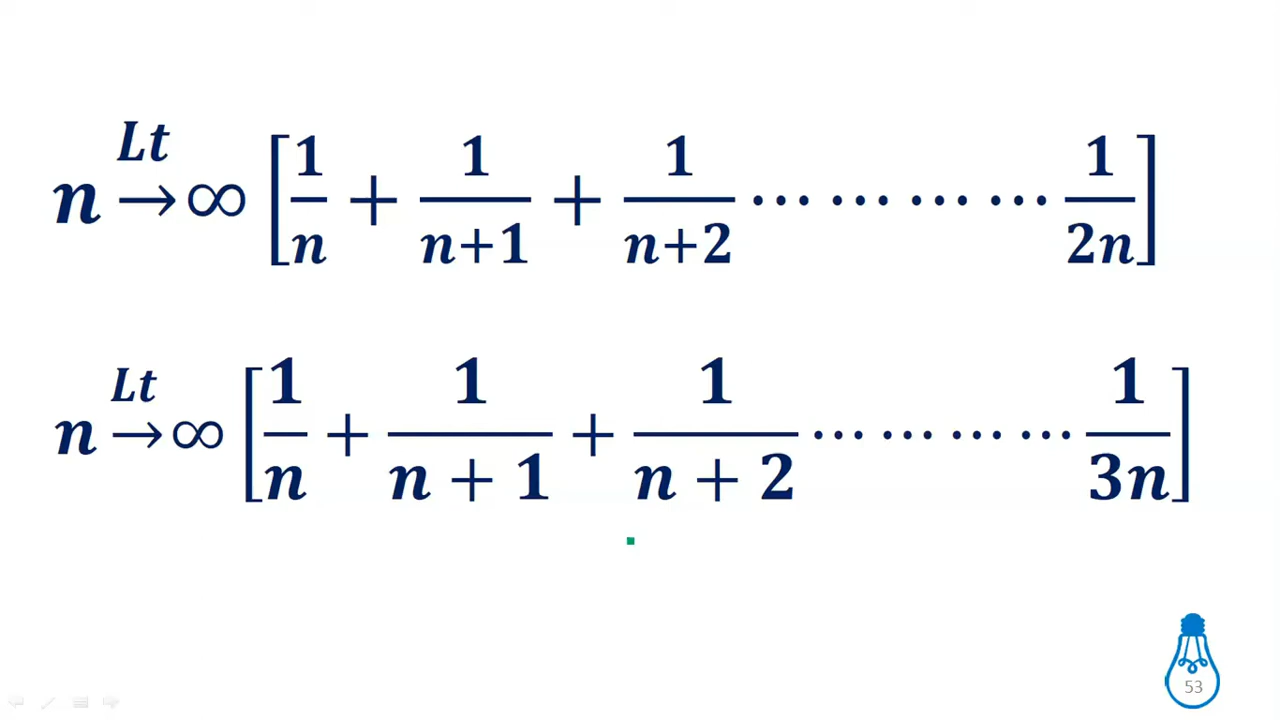 Lt n→∞ [1/n + 1/(n+1) + 1/(n+2) ⋯ ⋯ ⋯ ⋯ 1/2n]
Lt n→∞ [1/n + 1/(n + 1) + 1/(n + 2) ⋯ ⋯ ⋯ ⋯ 1/3n]
53